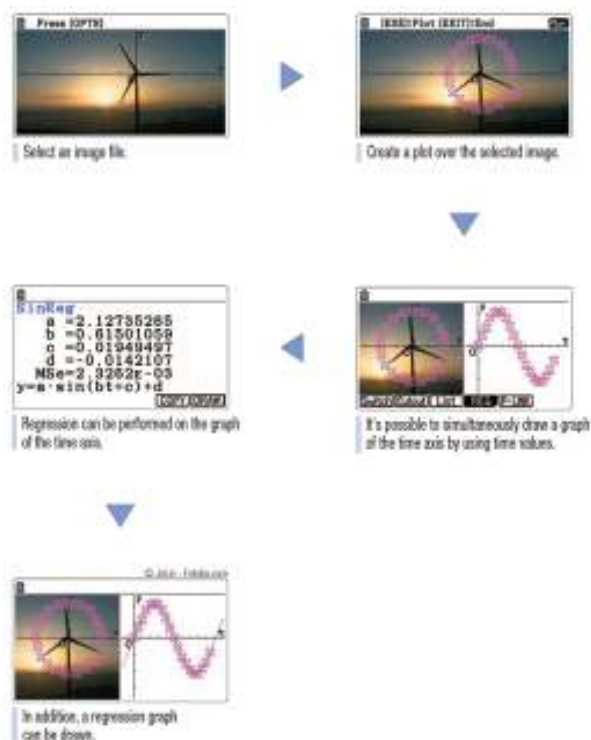 Press [OPTN]
Select an image file.
[EXE]:Plot [EXIT]:End
Create a plot over the selected image.
It's possible to simultaneously draw a graph
of the time axis by using time values.
SinReg
a =2.12735265
b =0.61501059
c =0.01949497
d =-0.0142107
MSe=2.3262E-03
y=a·sin(bt+c)+d
COPY DRAW
Regression can be performed on the graph
of the time axis.
In addition, a regression graph
can be drawn.